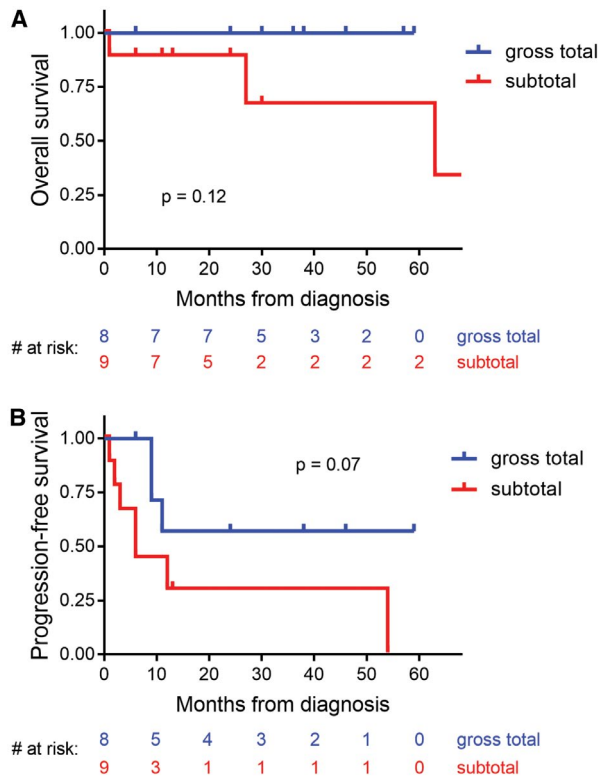 A
Overall survival
1.00
0.75
0.50
0.25
0.00
p = 0.12
gross total
subtotal
0 10 20 30 40 50 60
Months from diagnosis
# at risk:
8 7 7 5 3 2 0 gross total
9 7 5 2 2 2 2 subtotal
B
Progression-free survival
1.00
0.75
0.50
0.25
0.00
p = 0.07
gross total
subtotal
0 10 20 30 40 50 60
Months from diagnosis
# at risk:
8 5 4 3 2 1 0 gross total
9 3 1 1 1 1 0 subtotal